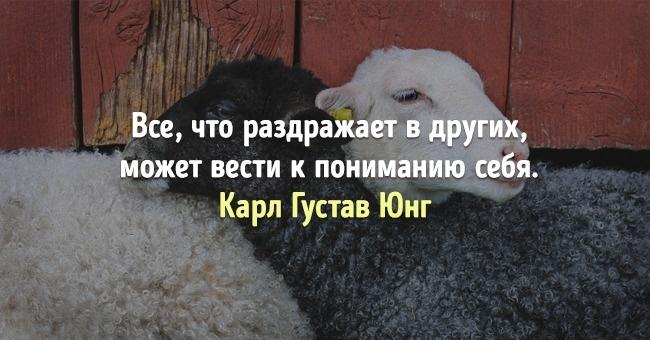 Все, что раздражает в других,
может вести к пониманию себя.
Карл Густав Юнг